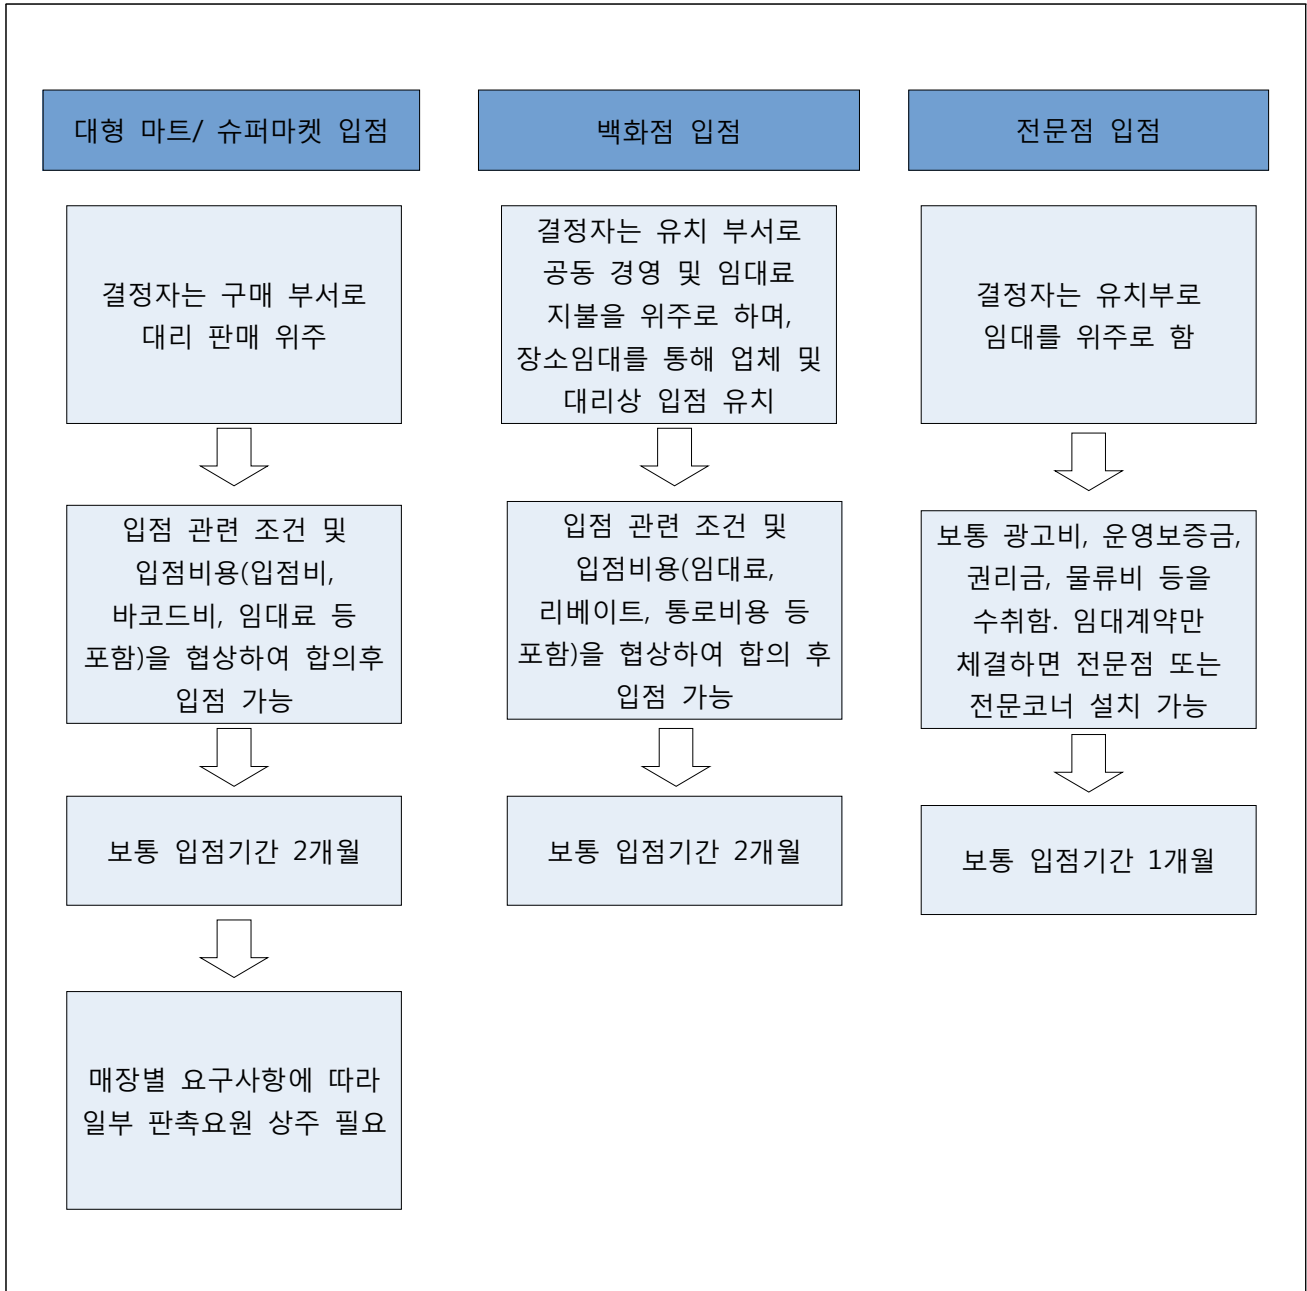 대형 마트/ 슈퍼마켓 입점
결정자는 구매 부서로
대리 판매 위주
입점 관련 조건 및
입점비용(입점비,
바코드비, 임대료 등
포함)을 협상하여 합의후
입점 가능
보통 입점기간 2개월
매장별 요구사항에 따라
일부 판촉요원 상주 필요
백화점 입점
결정자는 유치 부서로
공동 경영 및 임대료
지불을 위주로 하며,
장소임대를 통해 업체 및
대리상 입점 유치
입점 관련 조건 및
입점비용(임대료,
리베이트, 통로비용 등
포함)을 협상하여 합의 후
입점 가능
보통 입점기간 2개월
전문점 입점
결정자는 유치부로
임대를 위주로 함
보통 광고비, 운영보증금,
권리금, 물류비 등을
수취함. 임대계약만
체결하면 전문점 또는
전문코너 설치 가능
보통 입점기간 1개월